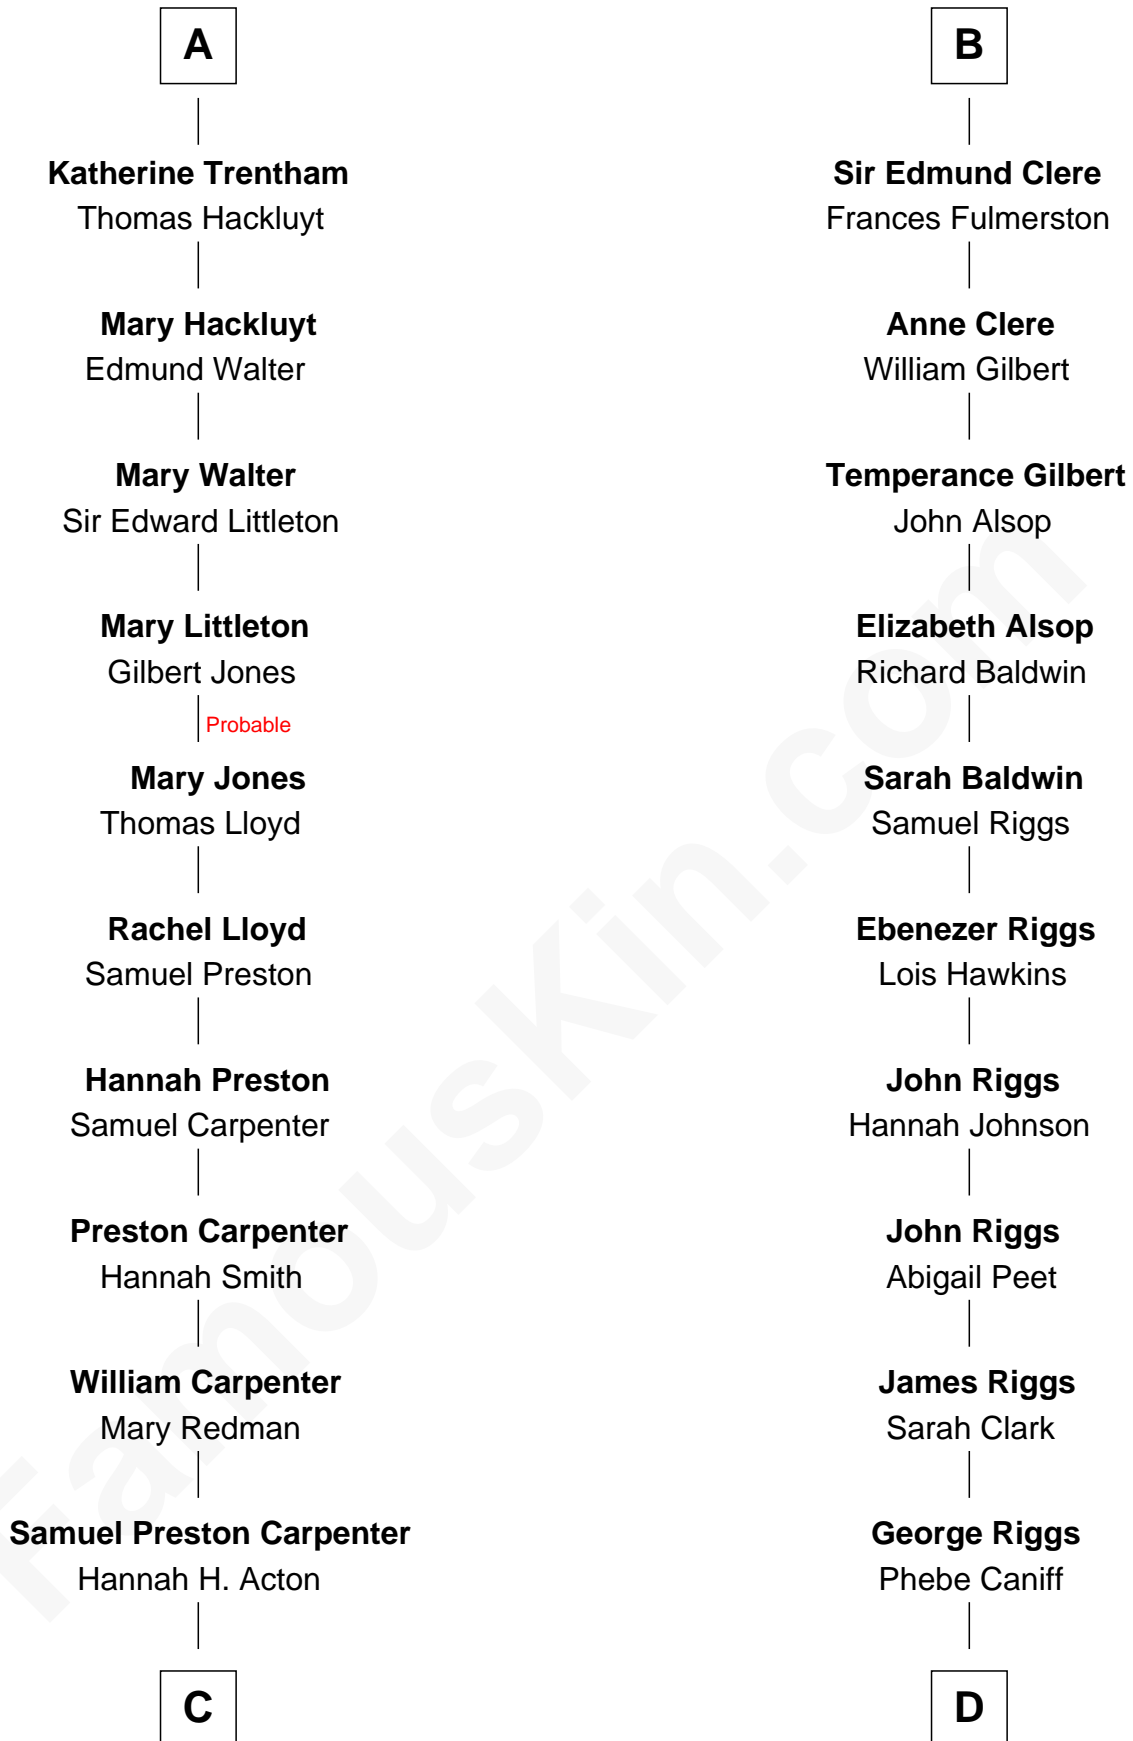 A
Katherine Trentham
Thomas Hackluyt
Mary Hackluyt
Edmund Walter
Mary Walter
Sir Edward Littleton
Mary Littleton
Gilbert Jones
Probable
Mary Jones
Thomas Lloyd
Rachel Lloyd
Samuel Preston
Hannah Preston
Samuel Carpenter
Preston Carpenter
Hannah Smith
William Carpenter
Mary Redman
Samuel Preston Carpenter
Hannah H. Acton
C
B
Sir Edmund Clere
Frances Fulmerston
Anne Clere
William Gilbert
Temperance Gilbert
John Alsop
Elizabeth Alsop
Richard Baldwin
Sarah Baldwin
Samuel Riggs
Ebenezer Riggs
Lois Hawkins
John Riggs
Hannah Johnson
John Riggs
Abigail Peet
James Riggs
Sarah Clark
George Riggs
Phebe Caniff
D
FamousKin.com